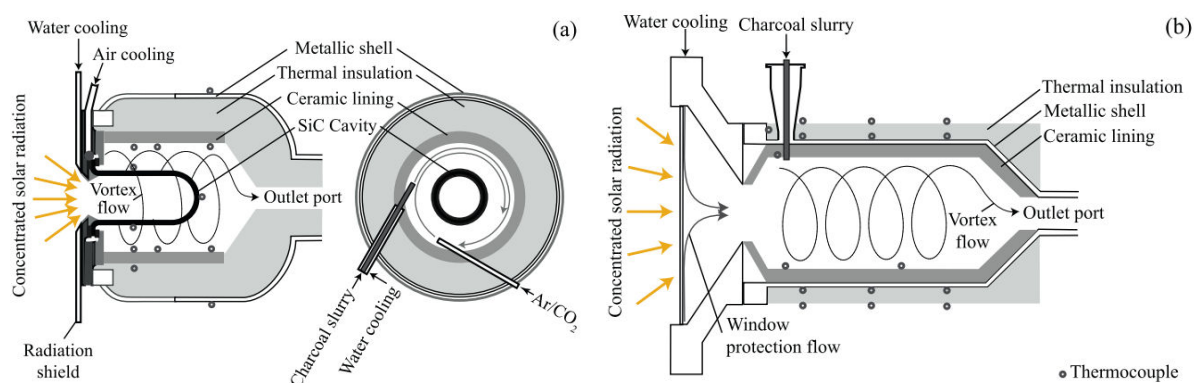 Water cooling
Air cooling
(a)
Metallic shell
Thermal insulation
Ceramic lining
SiC Cavity
Concentrated solar radiation
Vortex
flow
Outlet port
Radiation
shield
Charcoal slurry
Water cooling
Ar/CO₂
Water cooling
Charcoal
slurry
(b)
Thermal insulation
Metallic shell
Ceramic lining
Concentrated solar radiation
Vortex
flow
Outlet port
Window
protection flow
Thermocouple